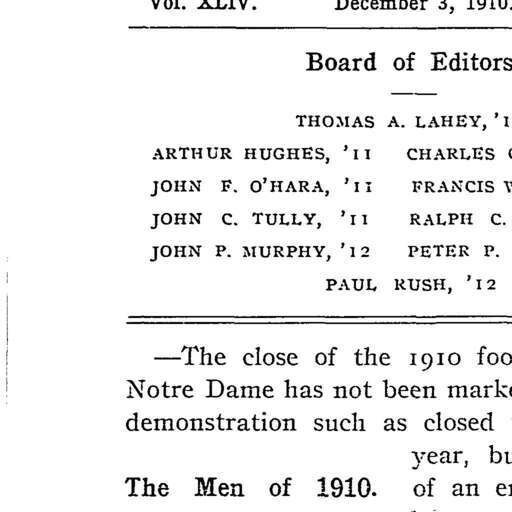 Vol. XLIV. December 3, 1910.
Board of Editors
THOMAS A. LAHEY, '1
ARTHUR HUGHES, '11 CHARLES
JOHN F. O'HARA, '11 FRANCIS
JOHN C. TULLY, '11 RALPH C.
JOHN P. MURPHY, '12 PETER P.
PAUL RUSH, '12
—The close of the 1910 foo
Notre Dame has not been mark
demonstration such as closed
year, bu
The Men of 1910. of an